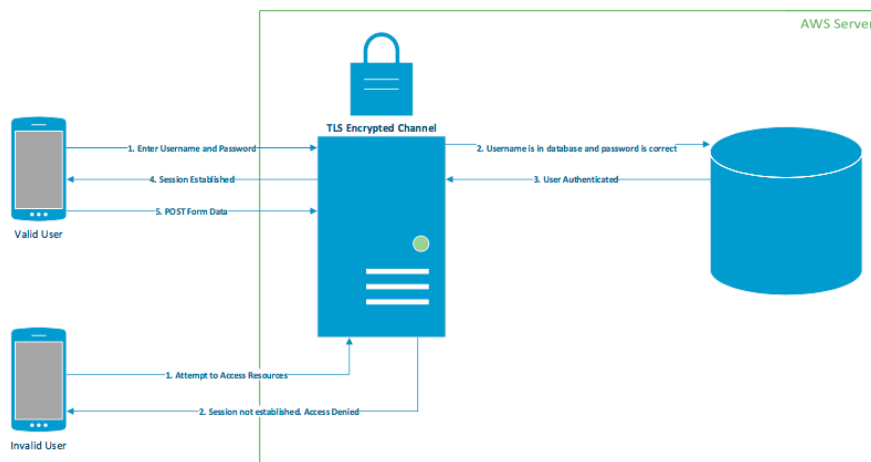 AWS Server
TLS Encrypted Channel
1. Enter Username and Password
2. Username is in database and password is correct
4. Session Established
3. User Authenticated
5. POST Form Data
Valid User
1. Attempt to Access Resources
2. Session not established. Access Denied
Invalid User